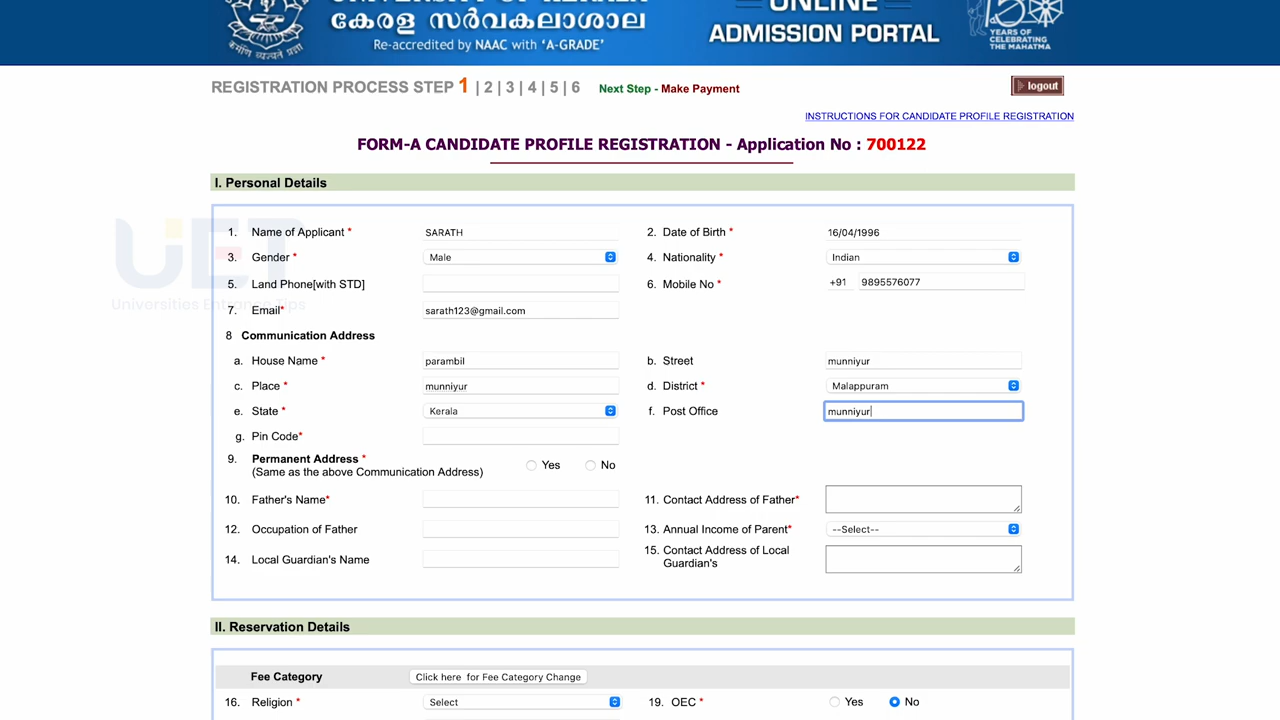 UNIVERSITY OF KERALA
കേരള സർവകലാശാല
Re-accredited by NAAC with 'A-GRADE'
ONLINE
ADMISSION PORTAL
YEARS OF
CELEBRATING
THE MAHATMA
REGISTRATION PROCESS STEP 1 | 2 | 3 | 4 | 5 | 6 Next Step - Make Payment
logout
INSTRUCTIONS FOR CANDIDATE PROFILE REGISTRATION
FORM-A CANDIDATE PROFILE REGISTRATION - Application No : 700122
I. Personal Details
1. Name of Applicant * SARATH 2. Date of Birth * 16/04/1996
3. Gender * Male 4. Nationality * Indian
5. Land Phone[with STD] 6. Mobile No * +91 9895576077
UET
Universities Entrance Tips
7. Email* sarath123@gmail.com
8 Communication Address
a. House Name * parambil b. Street munniyur
c. Place * munniyur d. District * Malappuram
e. State * Kerala f. Post Office munniyur
g. Pin Code*
9. Permanent Address *
(Same as the above Communication Address) Yes No
10. Father's Name* 11. Contact Address of Father*
12. Occupation of Father 13. Annual Income of Parent* --Select--
14. Local Guardian's Name 15. Contact Address of Local
Guardian's
II. Reservation Details
Fee Category Click here for Fee Category Change
16. Religion * Select 19. OEC * Yes No